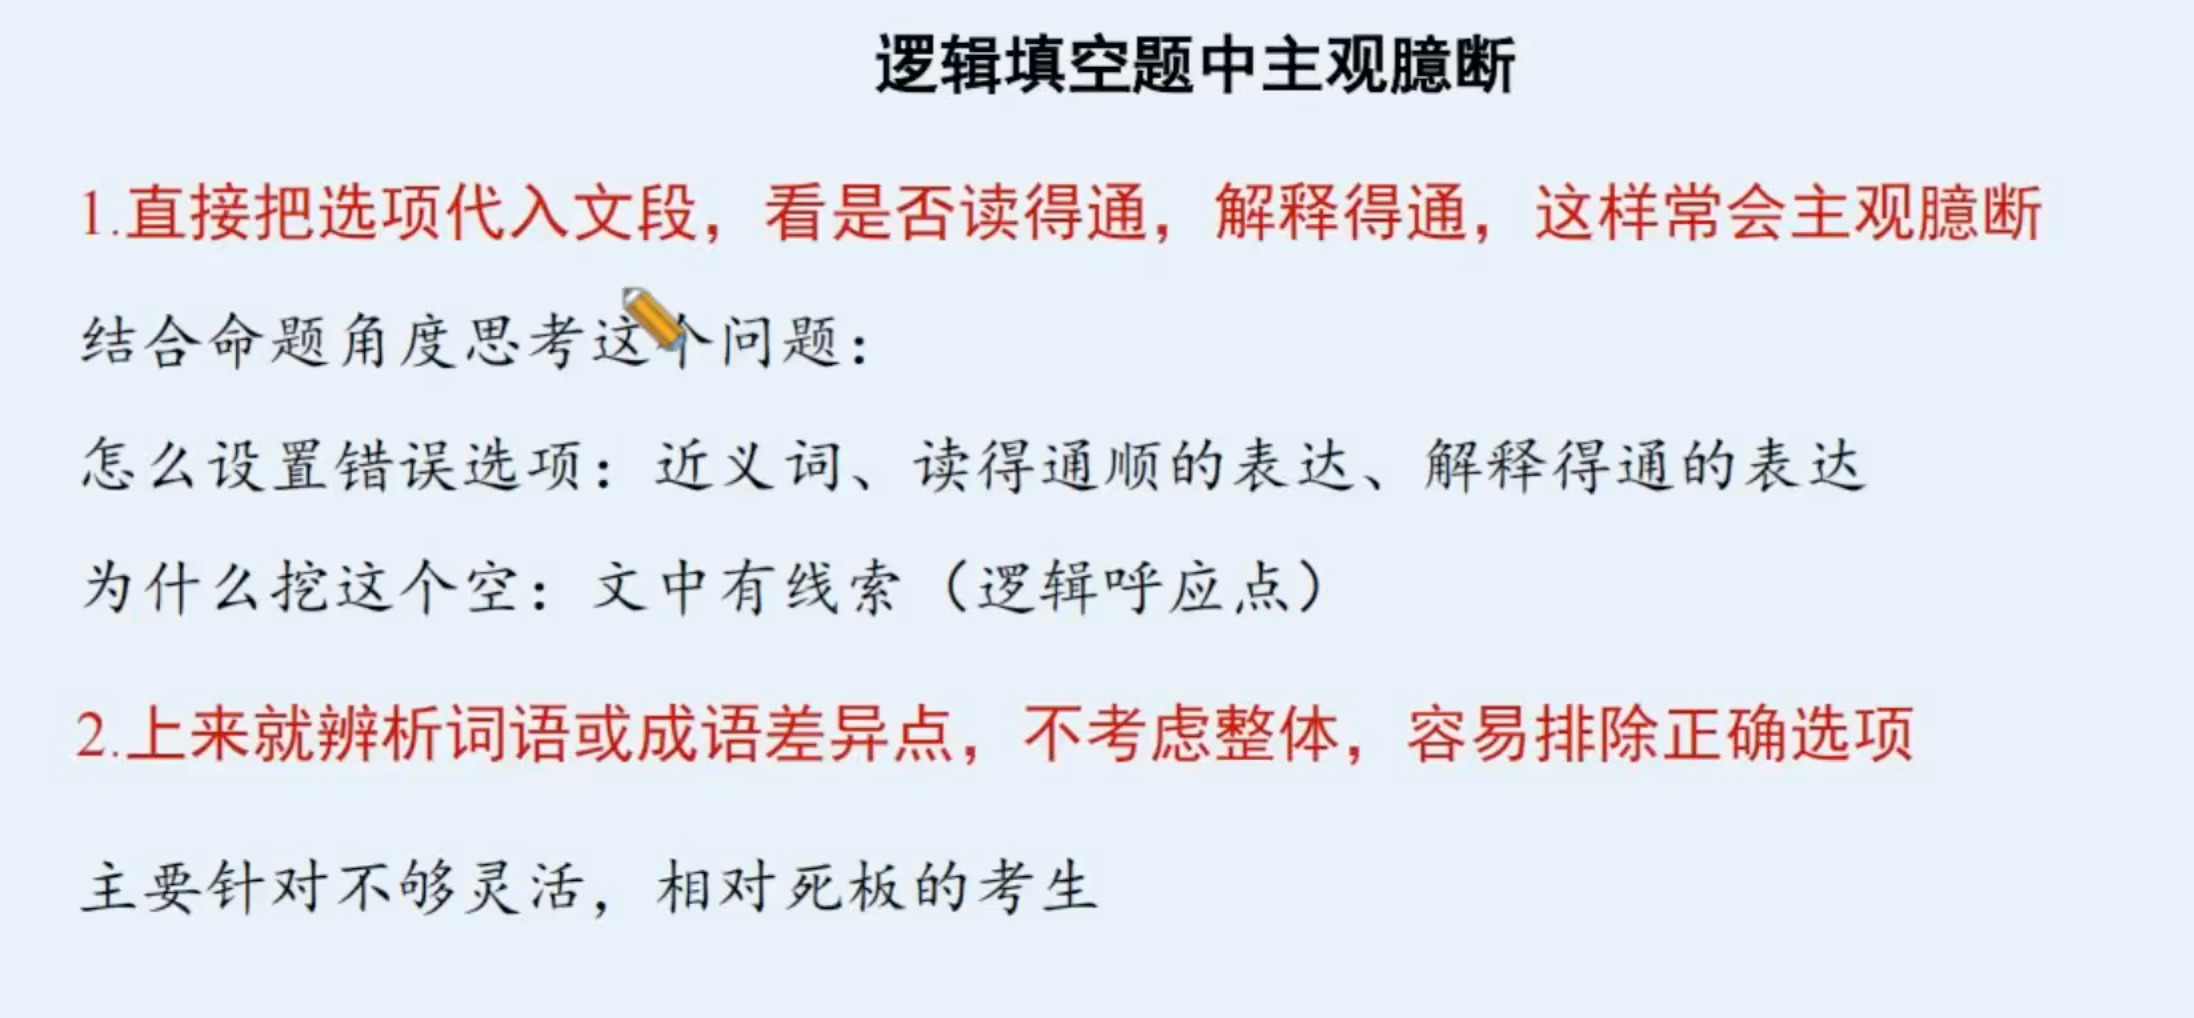 逻辑填空题中主观臆断
1.直接把选项代入文段，看是否读得通，解释得通，这样常会主观臆断
结合命题角度思考这个问题：
怎么设置错误选项：近义词、读得通顺的表达、解释得通的表达
为什么挖这个空：文中有线索（逻辑呼应点）
2.上来就辨析词语或成语差异点，不考虑整体，容易排除正确选项
主要针对不够灵活，相对死板的考生